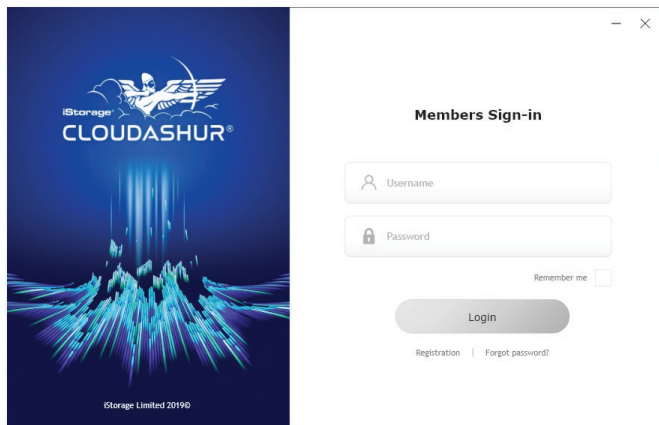 iStorage®
CLOUDASHUR®
iStorage Limited 2019©
Members Sign-in
Username
Password
Remember me
Login
Registration | Forgot password?